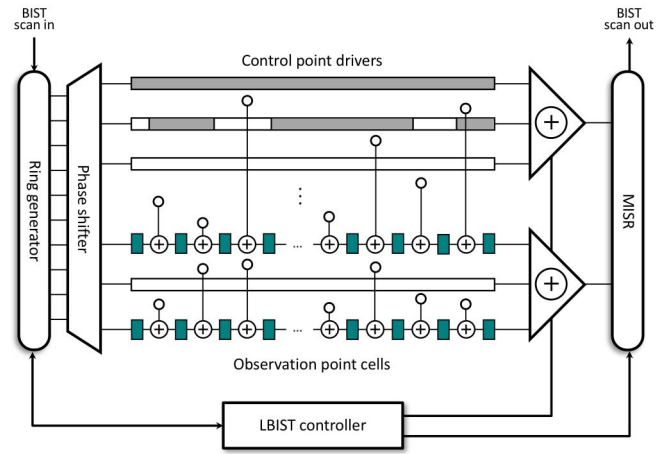 BIST
scan in
BIST
scan out
Control point drivers
Ring generator
Phase shifter
MISR
...
...
Observation point cells
LBIST controller